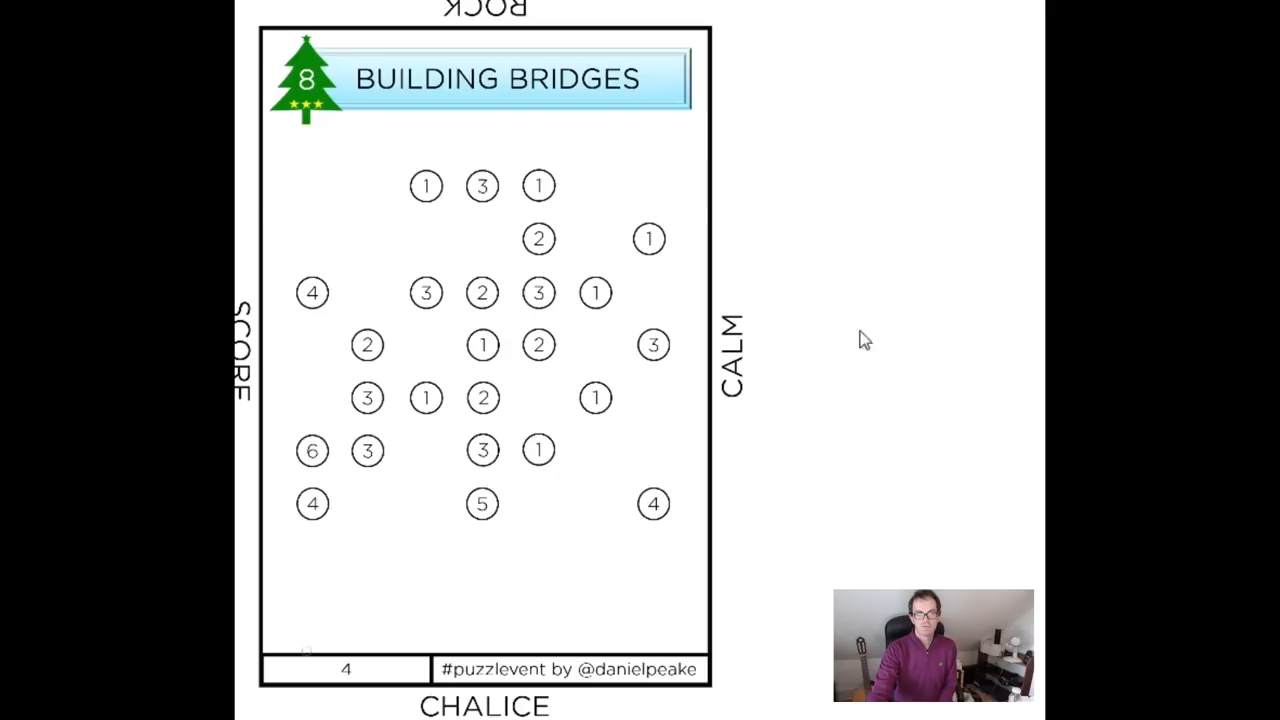 ROCK
8
BUILDING BRIDGES
1 3 1
2 1
4 3 2 3 1
SCORE
CALM
2 1 2 3
3 1 2 1
6 3 3 1
4 5 4
4
#puzzlevent by @danielpeake
CHALICE